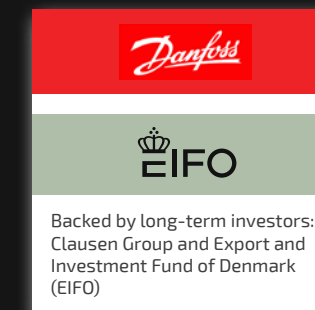 Danfoss
EIFO
Backed by long-term investors:
Clausen Group and Export and
Investment Fund of Denmark
(EIFO)